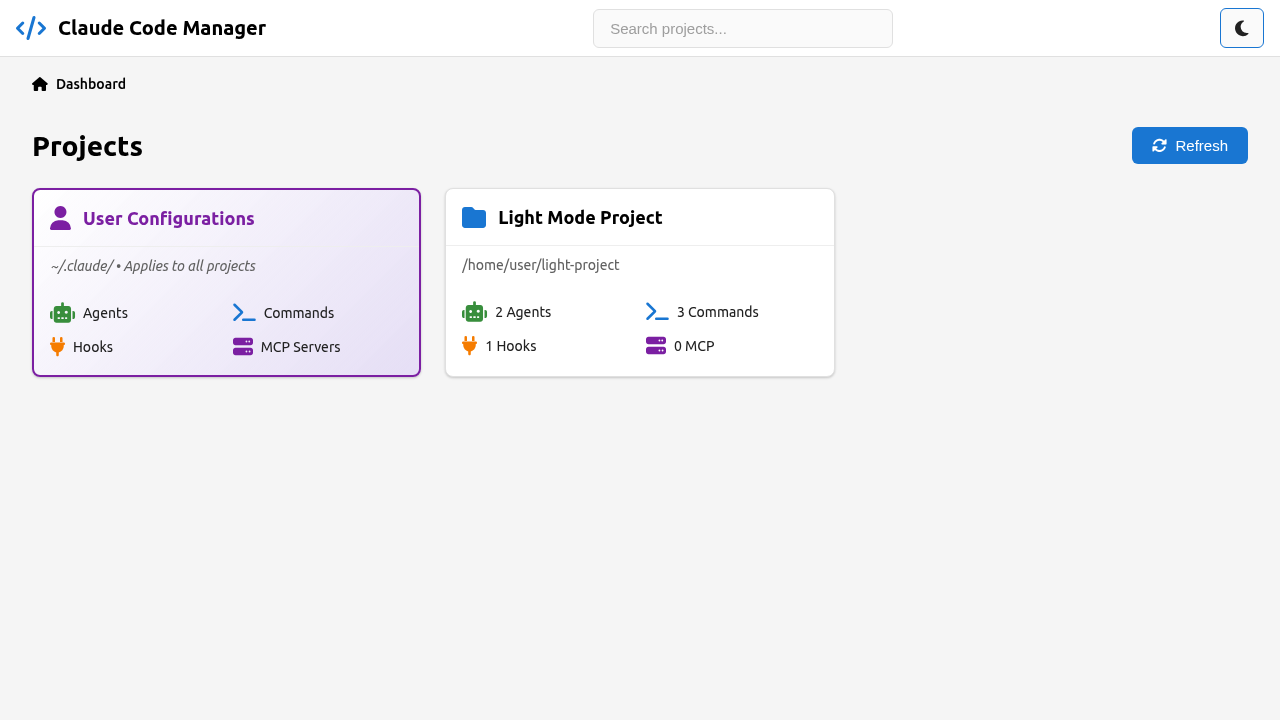 Claude Code Manager
Search projects...
Dashboard
Projects
Refresh
User Configurations
~/.claude/ • Applies to all projects
Agents
Commands
Hooks
MCP Servers
Light Mode Project
/home/user/light-project
2 Agents
3 Commands
1 Hooks
0 MCP